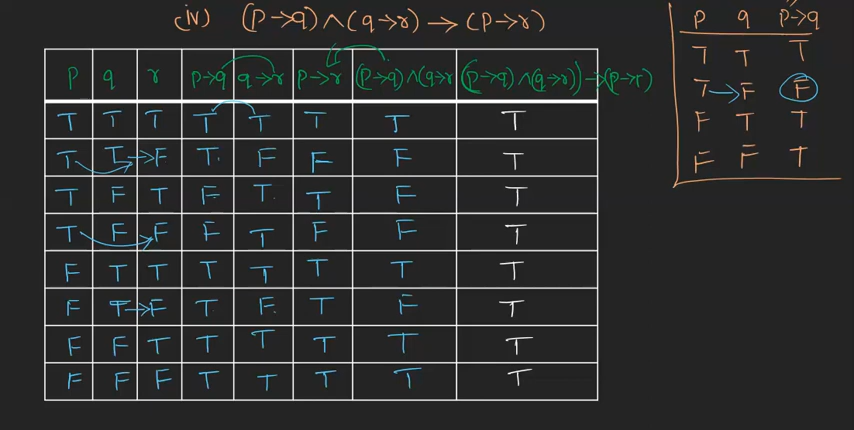 (iv) (p→q)∧(q→r)→(p→r)
p q r p→q q→r p→r (p→q)∧(q→r (p→q)∧(q→r))→(p→r)
T T T T T T T T
T T F T F F F T
T F T F T T F T
T F F F T F F T
F T T T T T T T
F T F T F T F T
F F T T T T T T
F F F T T T T T
p q p→q
T T T
T F F
F T T
F F T